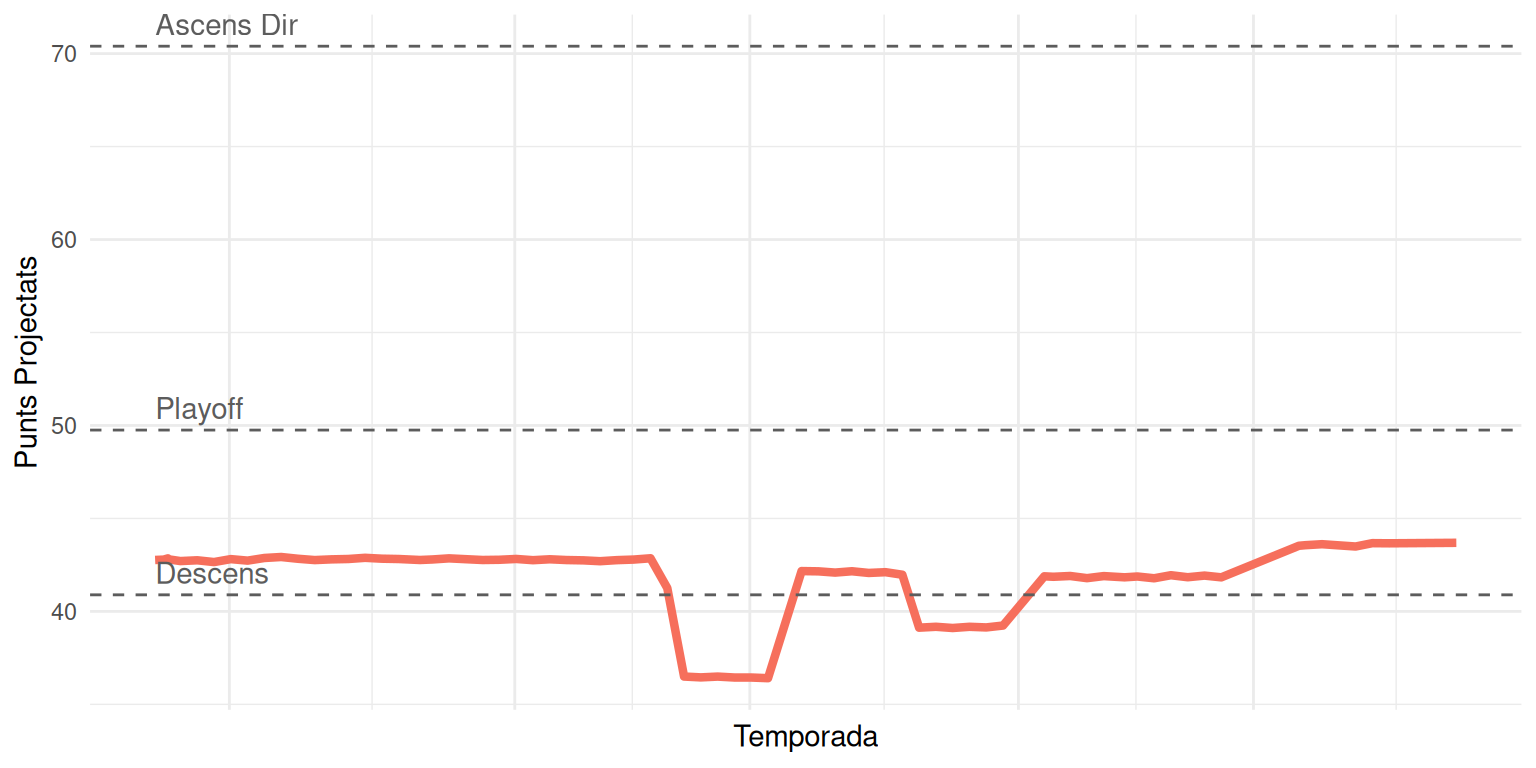 Ascens Dir
70
60
Punts Projectats
Playoff
50
Descens
40
Temporada